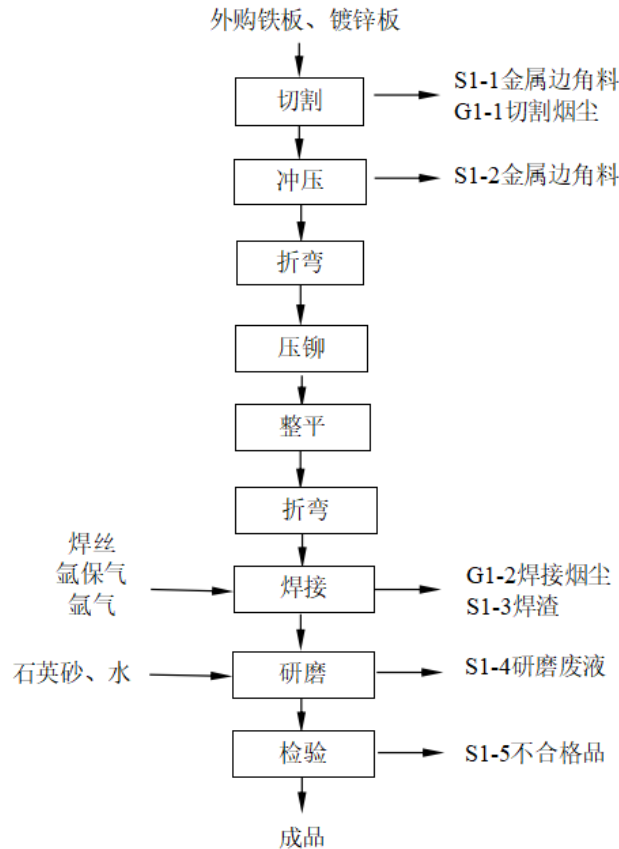 外购铁板、镀锌板
切割
S1-1金属边角料
G1-1切割烟尘
冲压
S1-2金属边角料
折弯
压铆
整平
折弯
焊丝
氩保气
氩气
焊接
G1-2焊接烟尘
S1-3焊渣
石英砂、水
研磨
S1-4研磨废液
检验
S1-5不合格品
成品